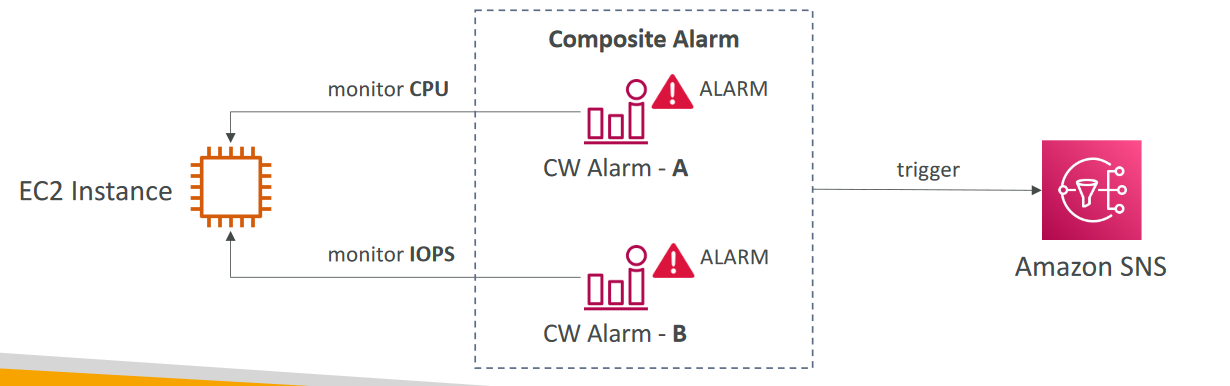 Composite Alarm
monitor CPU
ALARM
CW Alarm - A
EC2 Instance
trigger
monitor IOPS
ALARM
Amazon SNS
CW Alarm - B